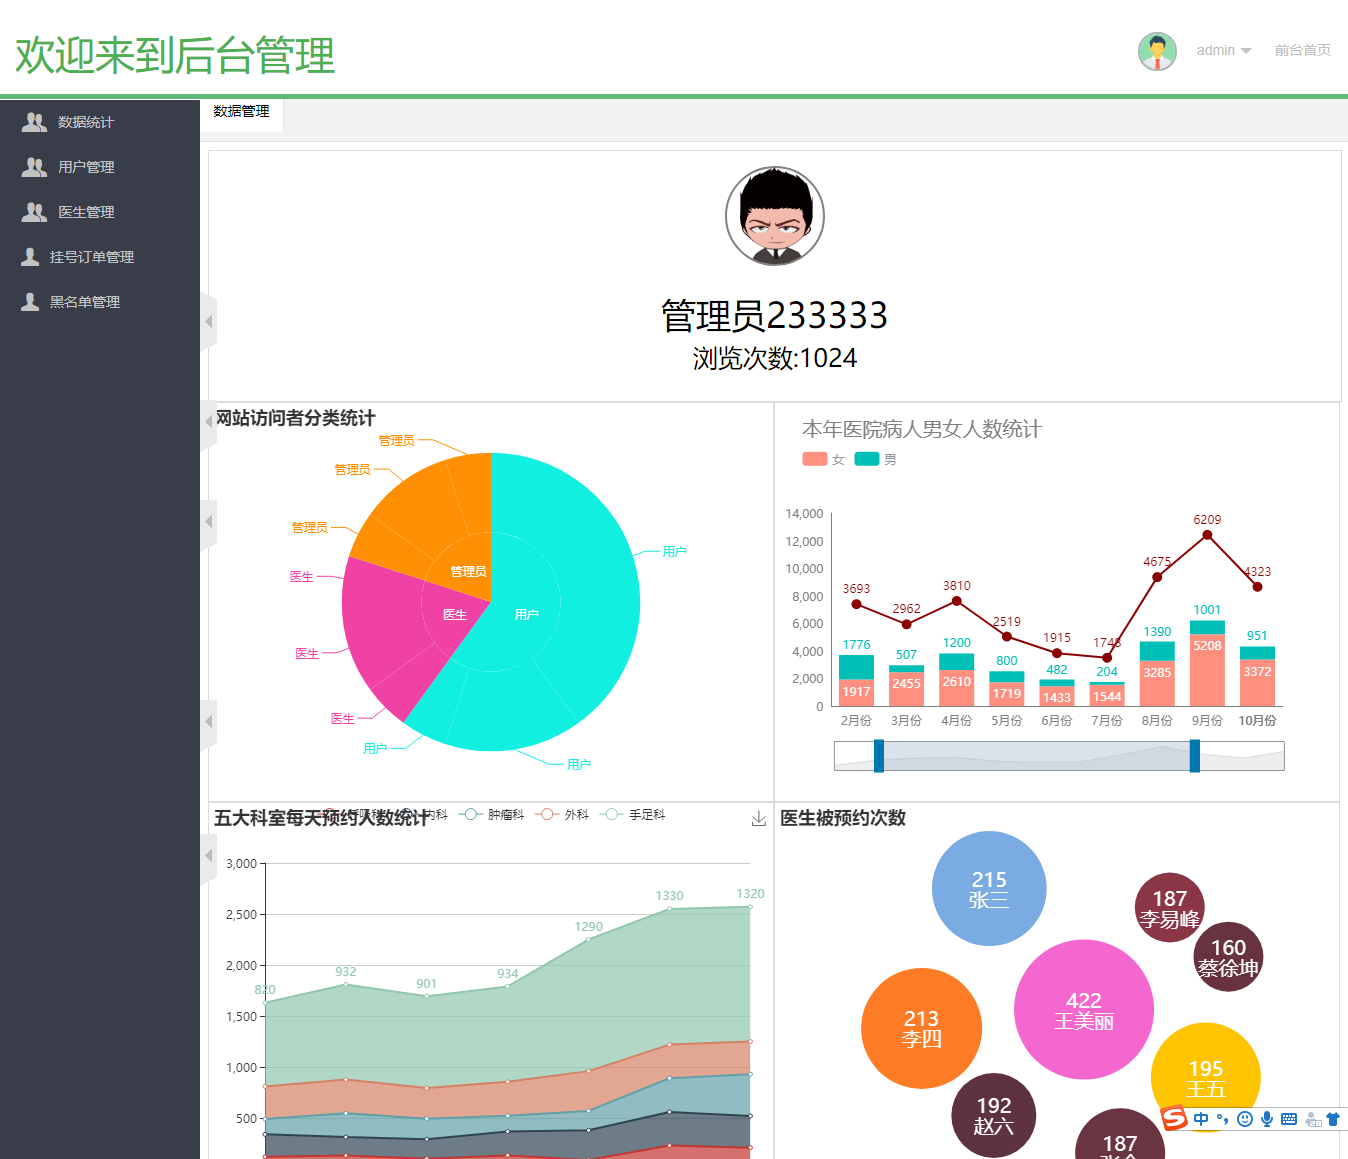 欢迎来到后台管理
admin
前台首页
数据统计
用户管理
医生管理
挂号订单管理
黑名单管理
数据管理
管理员233333
浏览次数:1024
网站访问者分类统计
管理员
管理员
管理员
医生
医生
医生
用户
用户
用户
管理员
医生
用户
本年医院病人男女人数统计
女
男
14,000
12,000
10,000
8,000
6,000
4,000
2,000
0
3693
2962
3810
2519
1915
1748
4675
6209
4323
1776
507
1200
800
482
204
1390
1001
951
1917
2455
2610
1719
1433
1544
3285
5208
3372
2月份
3月份
4月份
5月份
6月份
7月份
8月份
9月份
10月份
五大科室每天预约人数统计
内科
肿瘤科
外科
手足科
3,000
2,500
2,000
1,500
1,000
500
820
932
901
934
1290
1330
1320
医生被预约次数
215
张三
187
李易峰
160
蔡徐坤
422
王美丽
213
李四
195
王五
192
赵六
187
中